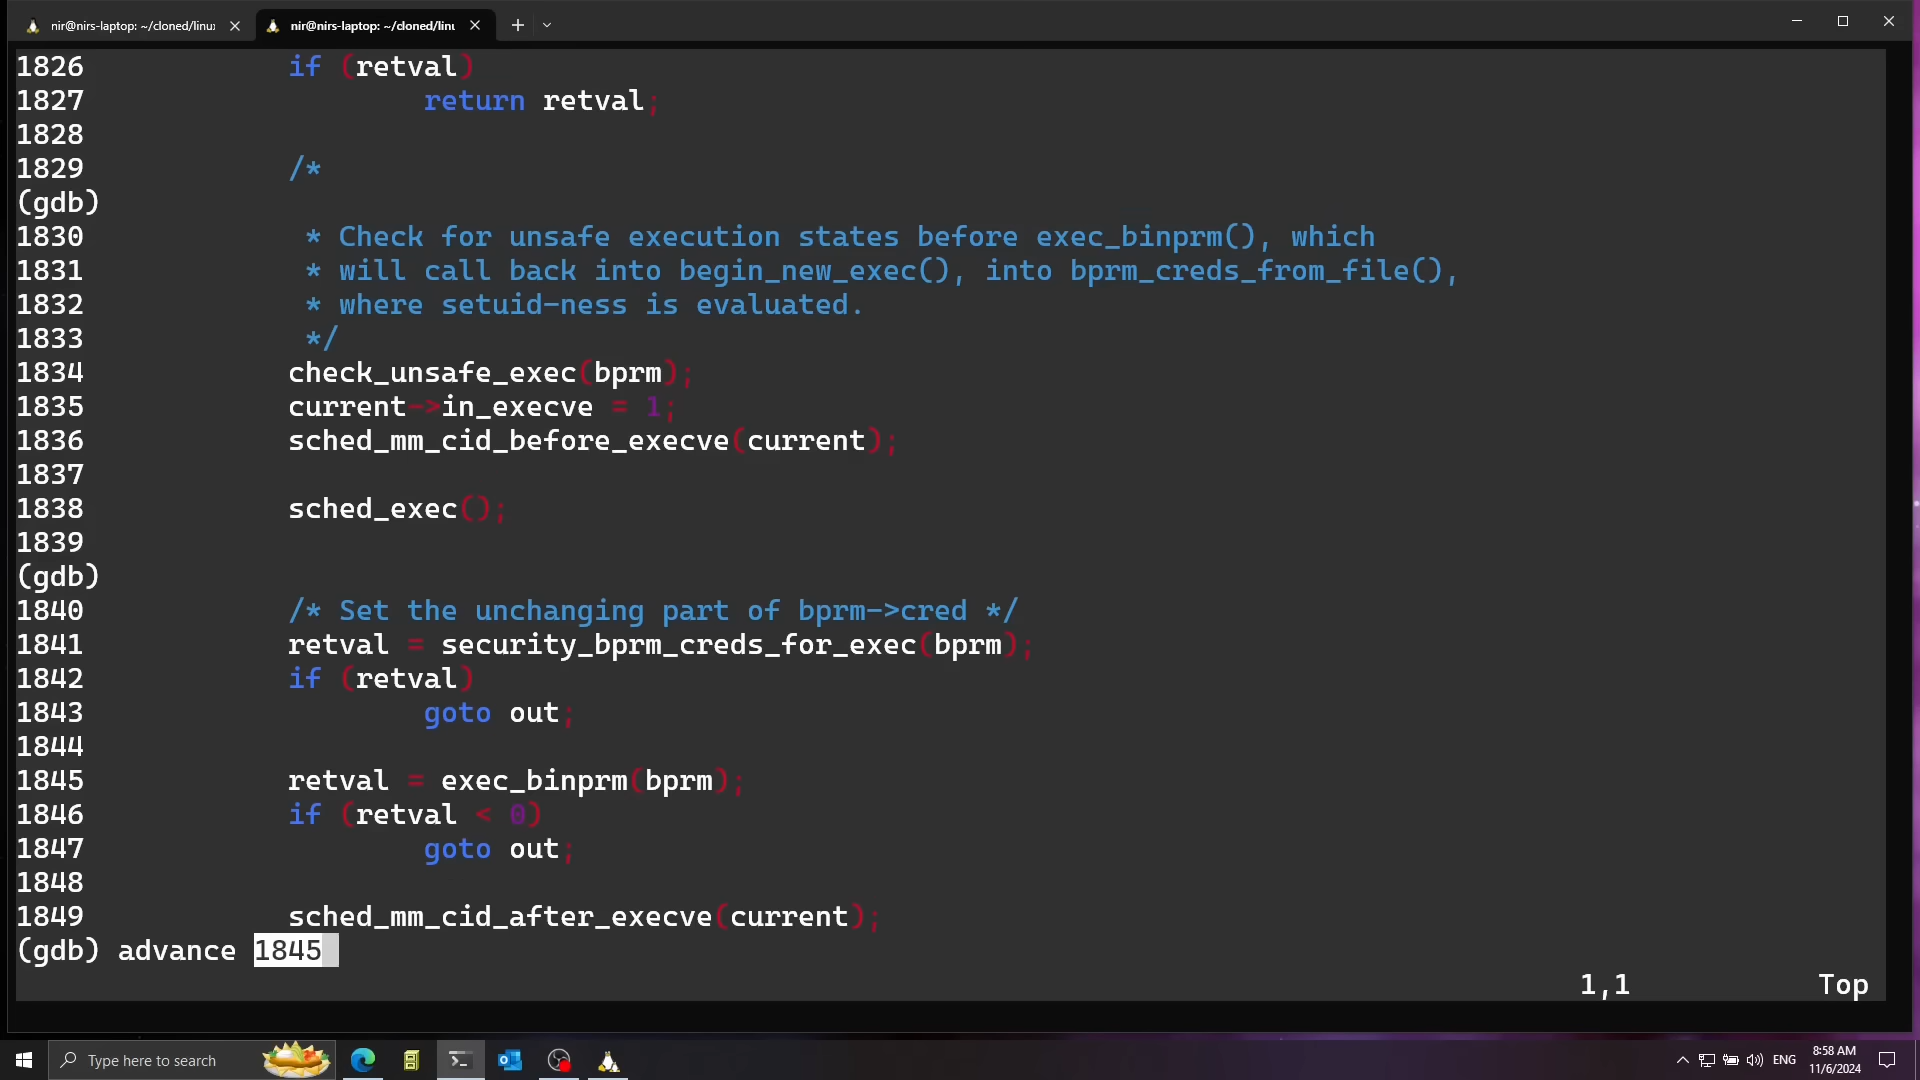 nir@nirs-laptop: ~/cloned/linux
nir@nirs-laptop: ~/cloned/linu
1826 if (retval)
1827 return retval;
1828
1829 /*
(gdb)
1830 * Check for unsafe execution states before exec_binprm(), which
1831 * will call back into begin_new_exec(), into bprm_creds_from_file(),
1832 * where setuid-ness is evaluated.
1833 */
1834 check_unsafe_exec(bprm);
1835 current->in_execve = 1;
1836 sched_mm_cid_before_execve(current);
1837
1838 sched_exec();
1839
(gdb)
1840 /* Set the unchanging part of bprm->cred */
1841 retval = security_bprm_creds_for_exec(bprm);
1842 if (retval)
1843 goto out;
1844
1845 retval = exec_binprm(bprm);
1846 if (retval < 0)
1847 goto out;
1848
1849 sched_mm_cid_after_execve(current);
(gdb) advance 1845
1,1 Top
Type here to search
ENG
8:58 AM
11/6/2024